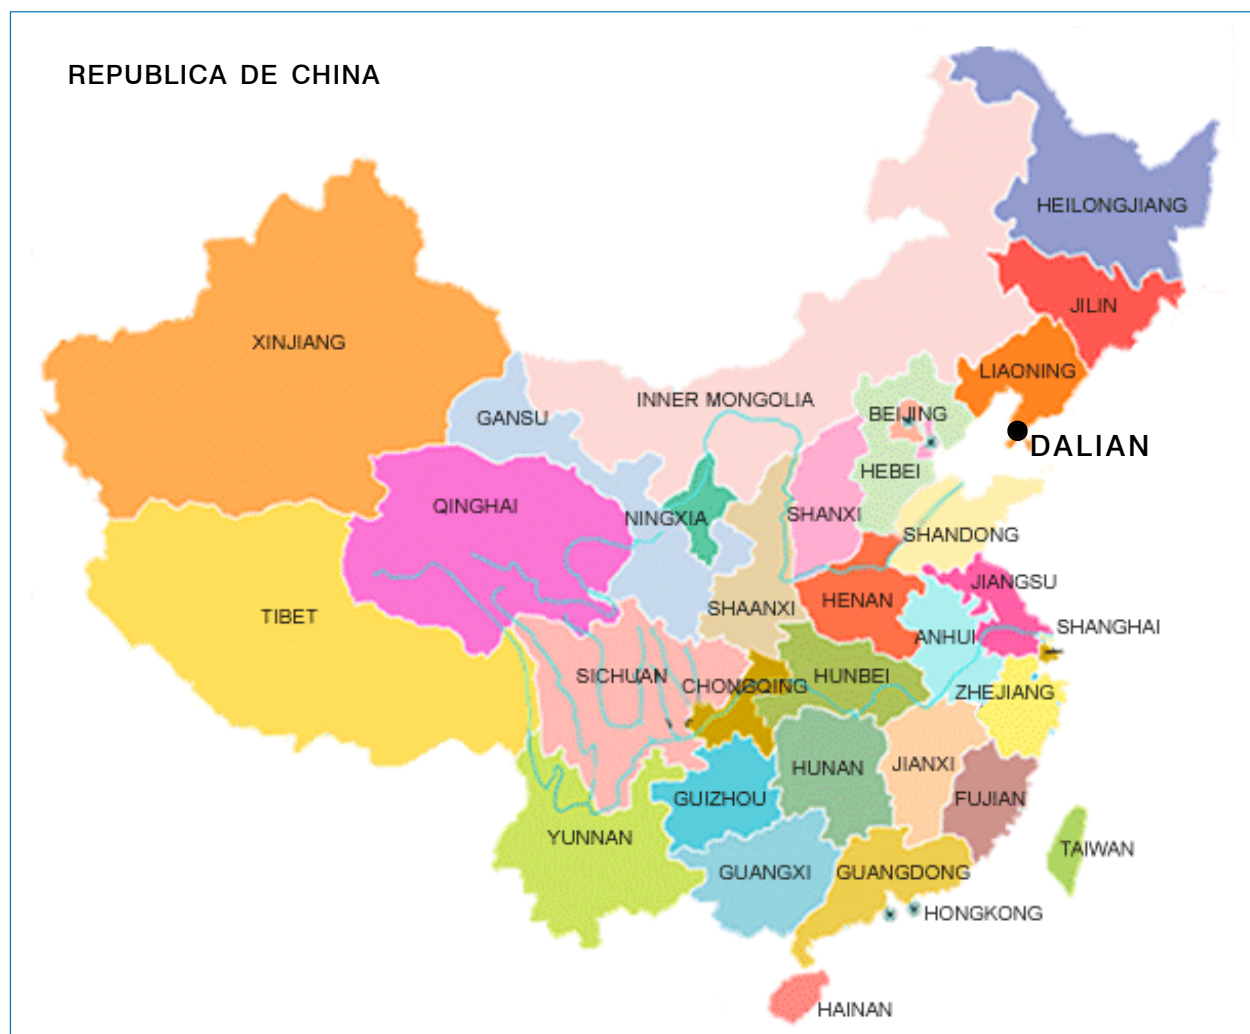 REPUBLICA DE CHINA
HEILONGJIANG
JILIN
XINJIANG
LIAONING
INNER MONGOLIA
GANSU
BEIJING
DALIAN
HEBEI
QINGHAI
NINGXIA
SHANXI
SHANDONG
JIANGSU
HENAN
SHAANXI
TIBET
SHANGHAI
ANHUI
SICHUAN
CHONGQING
HUNBEI
ZHEJIANG
HUNAN
JIANXI
GUIZHOU
FUJIAN
YUNNAN
TAIWAN
GUANGXI
GUANGDONG
HONGKONG
HAINAN